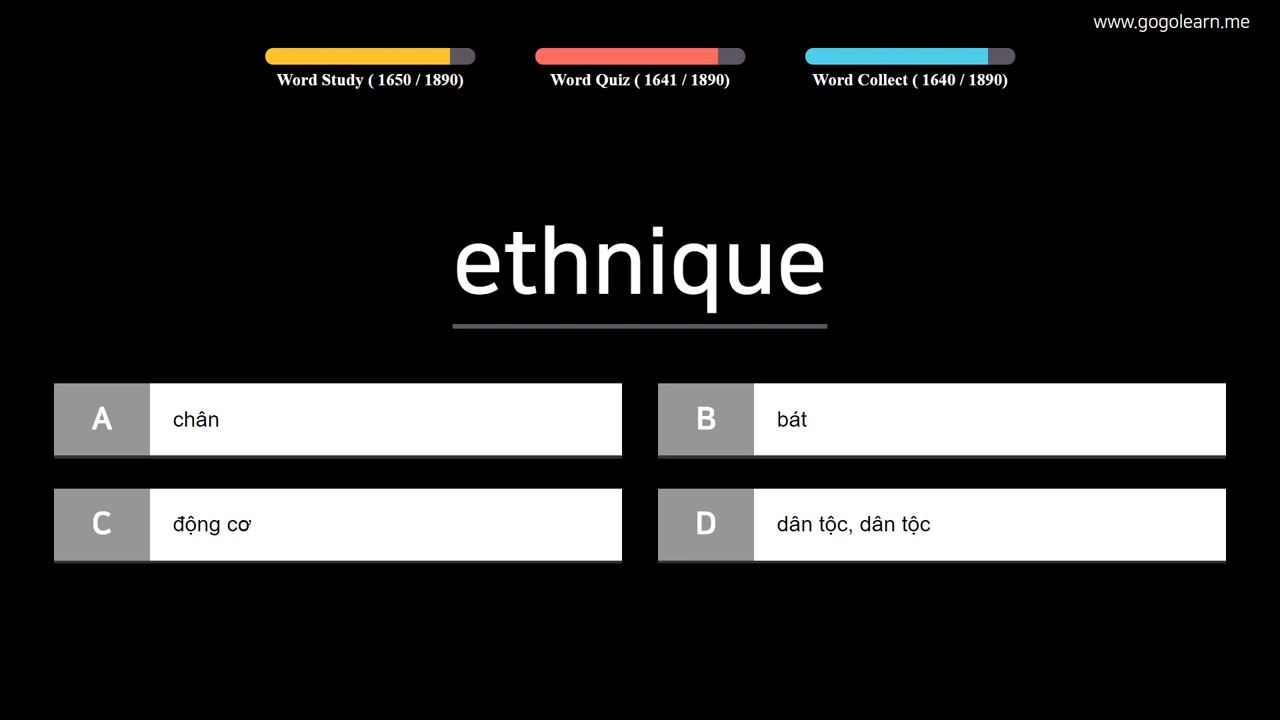 www.gogolearn.me
Word Study ( 1650 / 1890)
Word Quiz ( 1641 / 1890)
Word Collect ( 1640 / 1890)
ethnique
A chân
B bát
C động cơ
D dân tộc, dân tộc